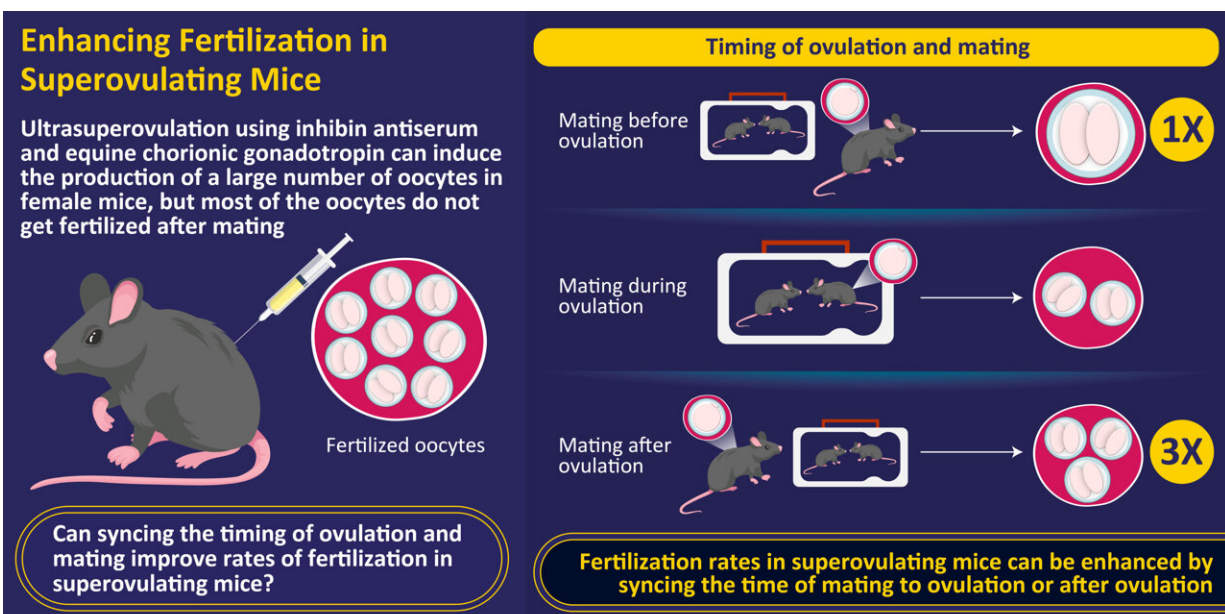 Enhancing Fertilization in
Superovulating Mice
Ultrasuperovulation using inhibin antiserum
and equine chorionic gonadotropin can induce
the production of a large number of oocytes in
female mice, but most of the oocytes do not
get fertilized after mating
Fertilized oocytes
Can syncing the timing of ovulation and
mating improve rates of fertilization in
superovulating mice?
Timing of ovulation and mating
Mating before
ovulation
1X
Mating during
ovulation
Mating after
ovulation
3X
Fertilization rates in superovulating mice can be enhanced by
syncing the time of mating to ovulation or after ovulation